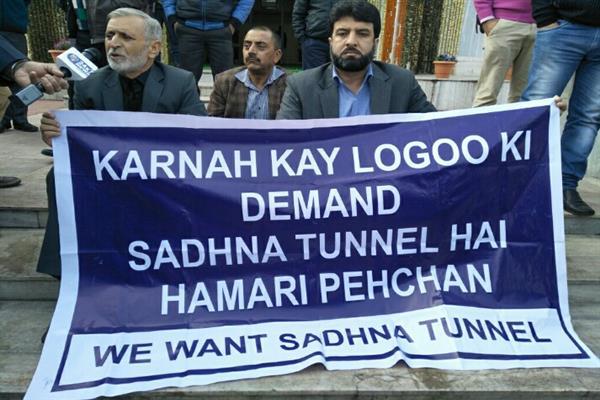 KARNAH KAY LOGOO KI
DEMAND
SADHNA TUNNEL HAI
HAMARI PEHCHAN
WE WANT SADHNA TUNNEL